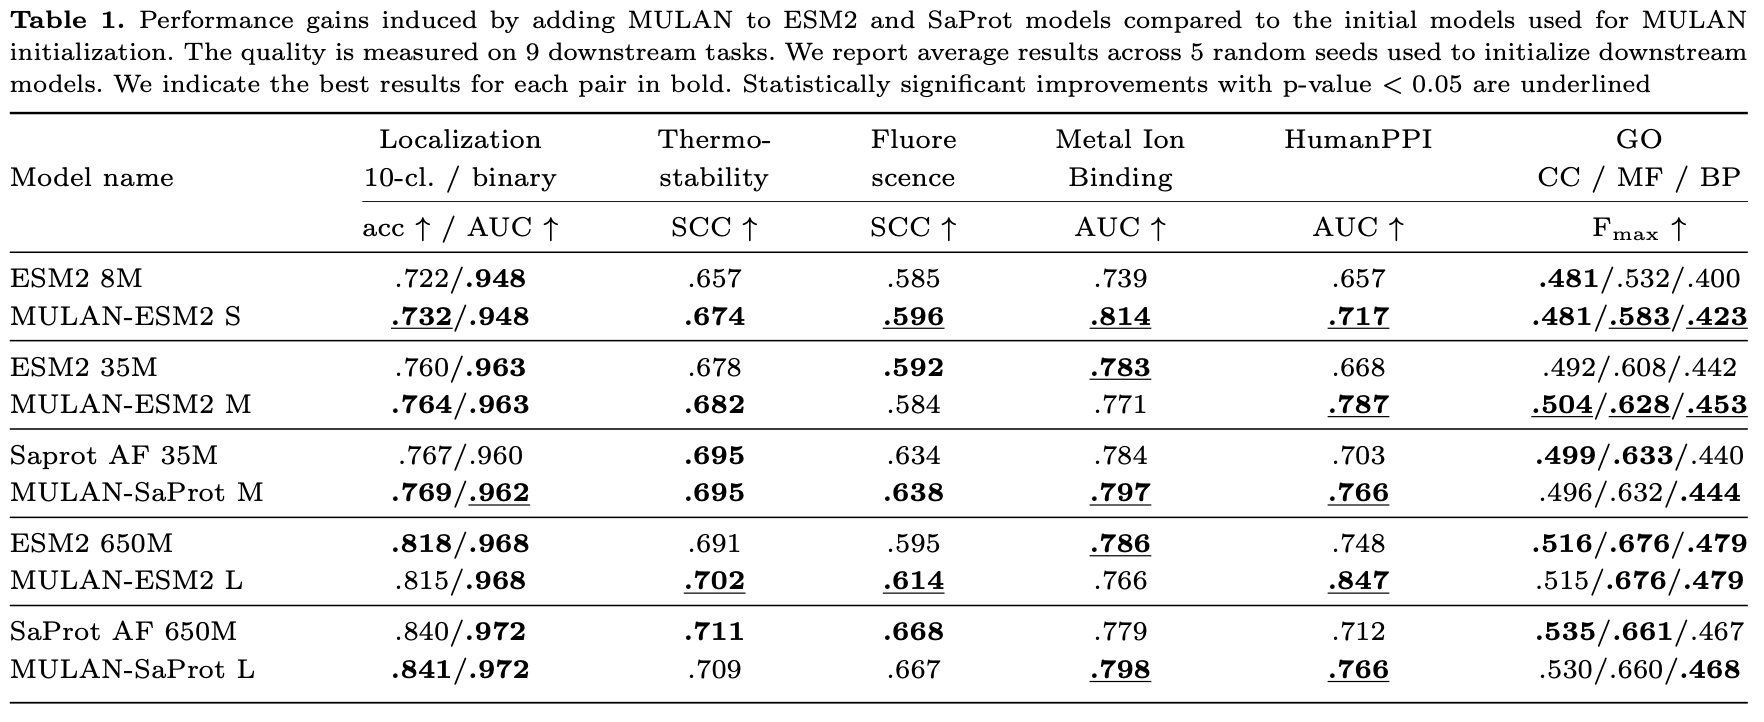 Table 1. Performance gains induced by adding MULAN to ESM2 and SaProt models compared to the initial models used for MULAN
initialization. The quality is measured on 9 downstream tasks. We report average results across 5 random seeds used to initialize downstream
models. We indicate the best results for each pair in bold. Statistically significant improvements with p-value < 0.05 are underlined
Localization Thermo- Fluore Metal Ion HumanPPI GO
Model name 10-cl. / binary stability scence Binding CC / MF / BP
acc ↑ / AUC ↑ SCC ↑ SCC ↑ AUC ↑ AUC ↑ Fmax ↑
ESM2 8M .722/.948 .657 .585 .739 .657 .481/.532/.400
MULAN-ESM2 S .732/.948 .674 .596 .814 .717 .481/.583/.423
ESM2 35M .760/.963 .678 .592 .783 .668 .492/.608/.442
MULAN-ESM2 M .764/.963 .682 .584 .771 .787 .504/.628/.453
Saprot AF 35M .767/.960 .695 .634 .784 .703 .499/.633/.440
MULAN-SaProt M .769/.962 .695 .638 .797 .766 .496/.632/.444
ESM2 650M .818/.968 .691 .595 .786 .748 .516/.676/.479
MULAN-ESM2 L .815/.968 .702 .614 .766 .847 .515/.676/.479
SaProt AF 650M .840/.972 .711 .668 .779 .712 .535/.661/.467
MULAN-SaProt L .841/.972 .709 .667 .798 .766 .530/.660/.468